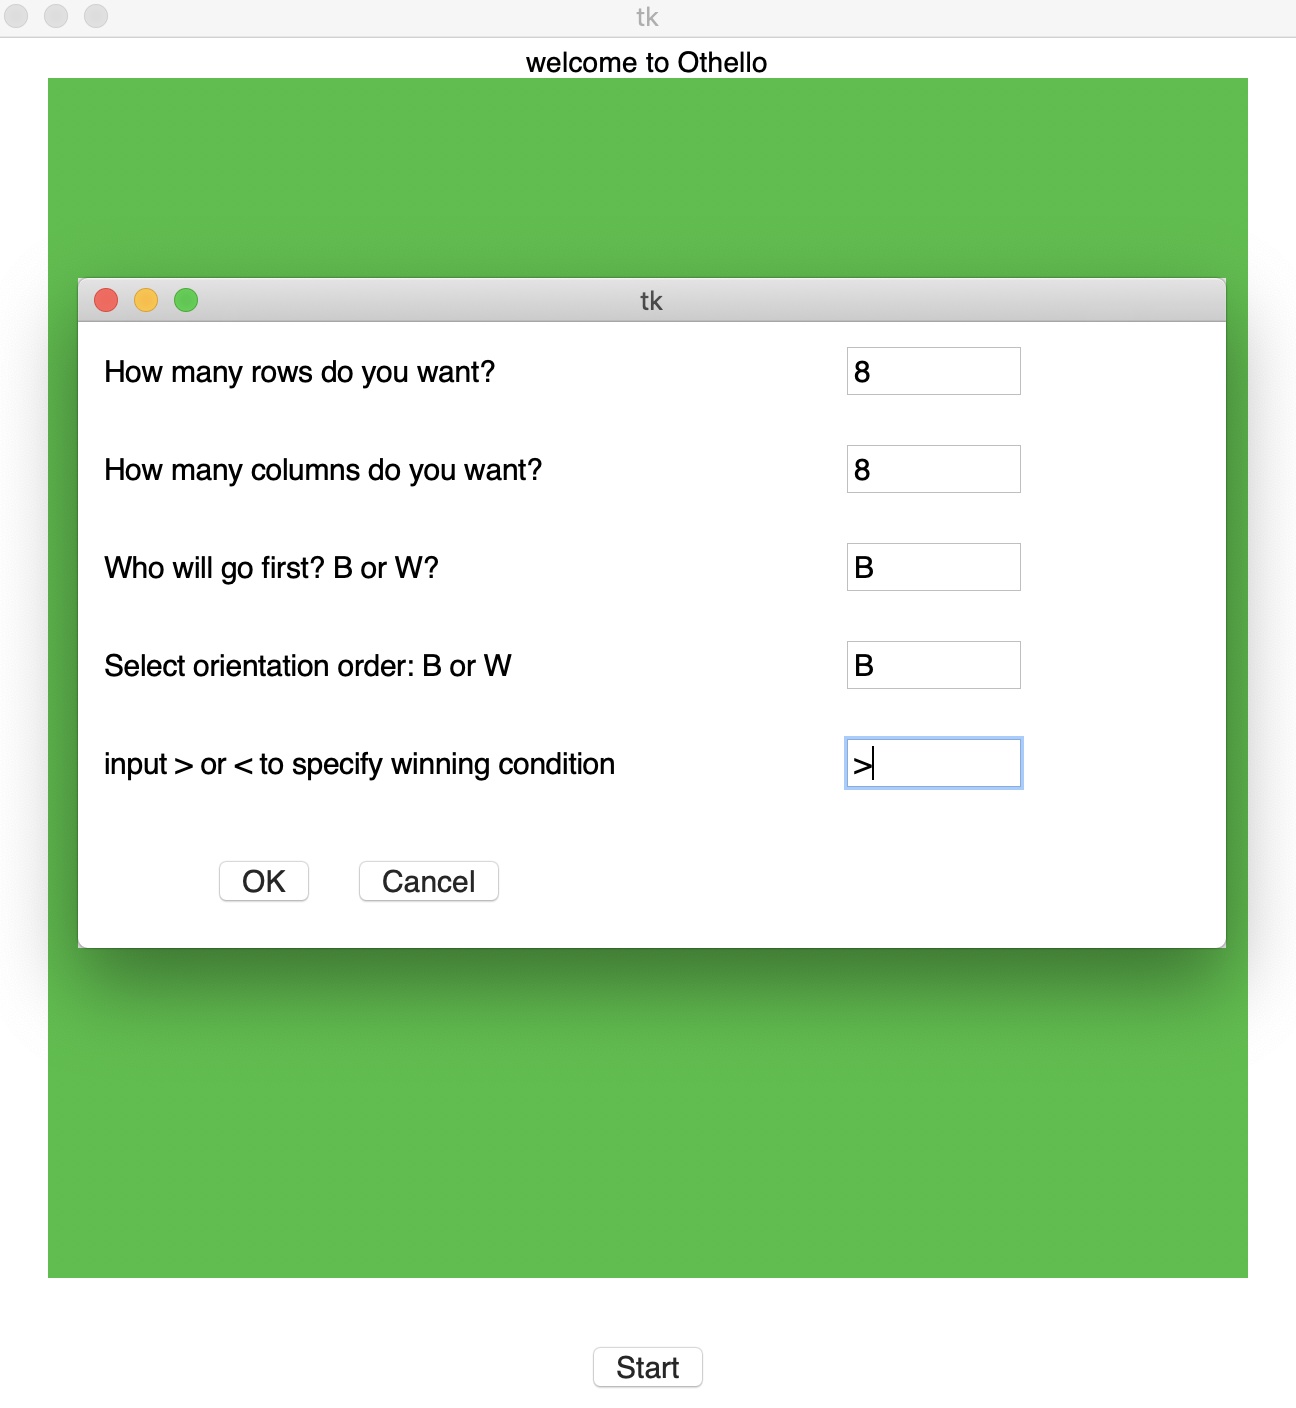 tk
welcome to Othello
tk
How many rows do you want? 8
How many columns do you want? 8
Who will go first? B or W? B
Select orientation order: B or W B
input > or < to specify winning condition >
OK Cancel
Start